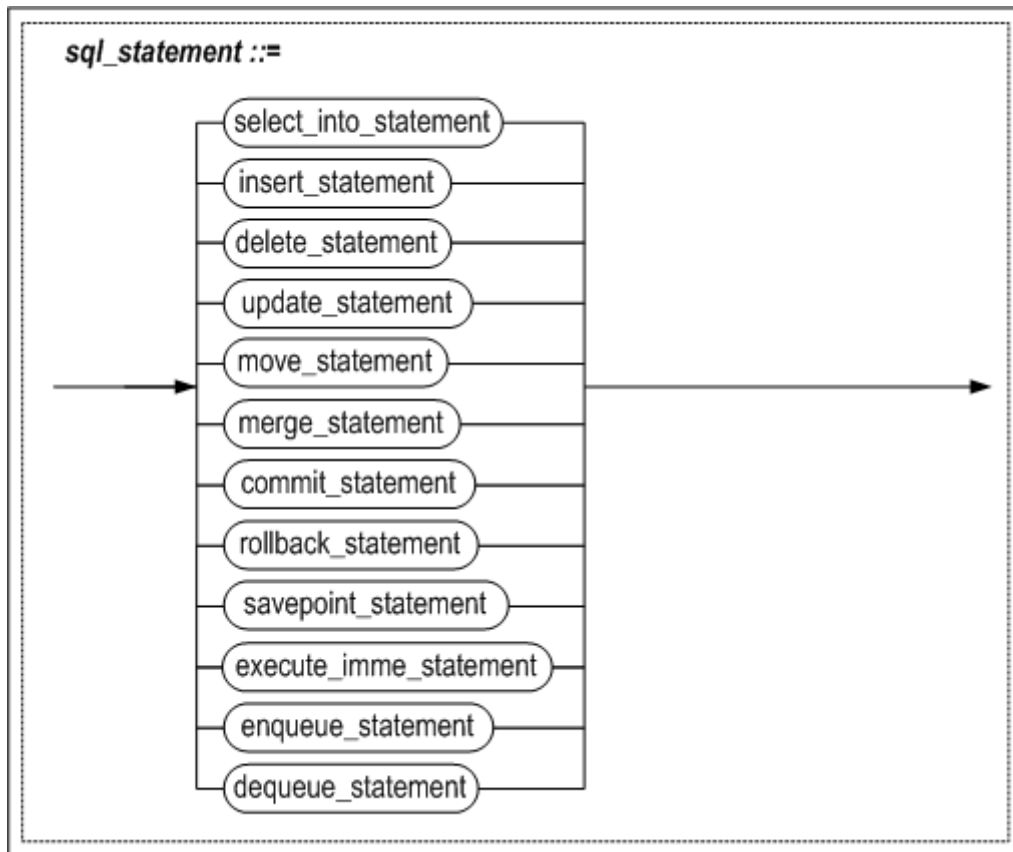 sql_statement ::=
select_into_statement
insert_statement
delete_statement
update_statement
move_statement
merge_statement
commit_statement
rollback_statement
savepoint_statement
execute_imme_statement
enqueue_statement
dequeue_statement